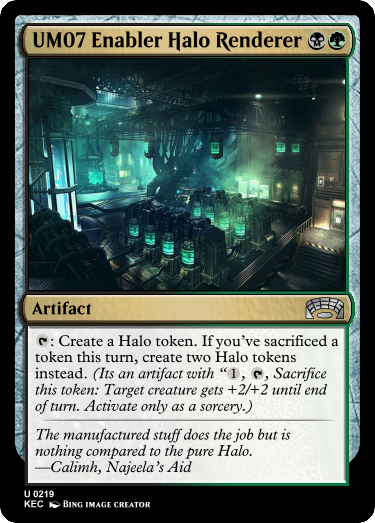 UM07 Enabler Halo Renderer
Artifact
: Create a Halo token. If you've sacrificed a
token this turn, create two Halo tokens
instead. (Its an artifact with “1, , Sacrifice
this token: Target creature gets +2/+2 until end
of turn. Activate only as a sorcery.)
The manufactured stuff does the job but is
nothing compared to the pure Halo.
—Calimh, Najeela's Aid
U 0219
KEC Bing Image Creator